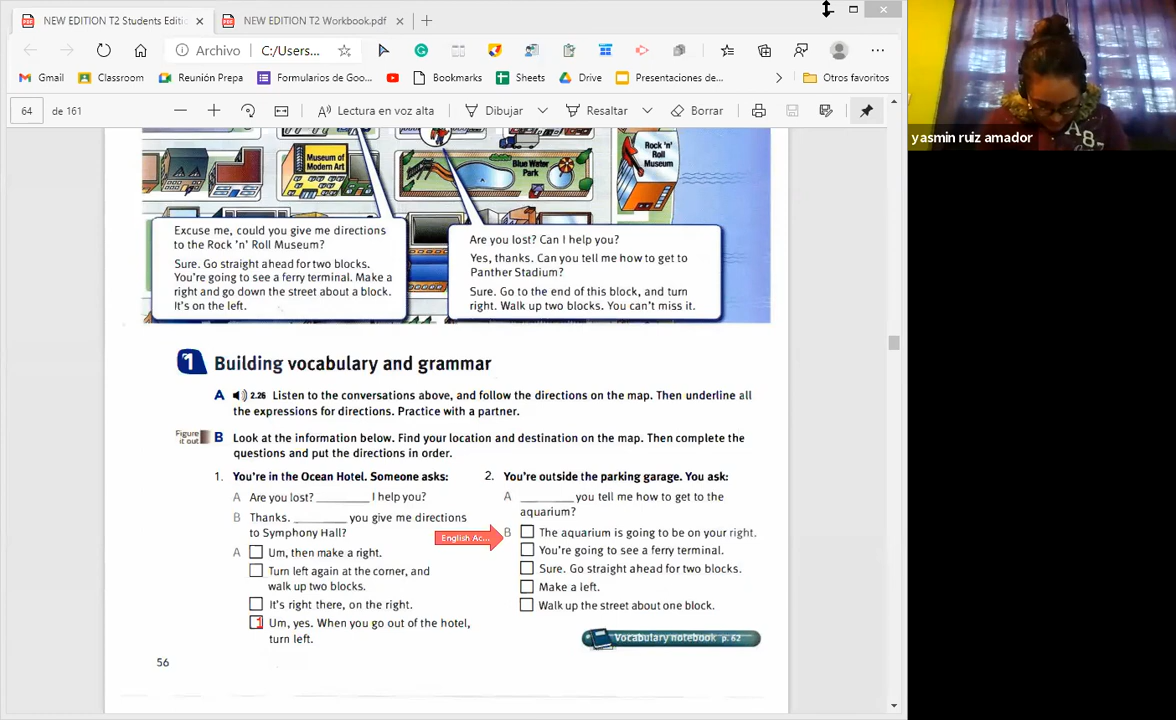 NEW EDITION T2 Students Editi
NEW EDITION T2 Workbook.pdf
Archivo
C:/Users...
Gmail
Classroom
Reunión Prepa
Formularios de Goo...
Bookmarks
Sheets
Drive
Presentaciones de...
Otros favoritos
64
de 161
Lectura en voz alta
Dibujar
Resaltar
Borrar
yasmin ruiz amador
Museum of
Modern Art
Blue Water
Park
Rock 'n'
Roll
Museum
Excuse me, could you give me directions
to the Rock 'n' Roll Museum?
Sure. Go straight ahead for two blocks.
You're going to see a ferry terminal. Make a
right and go down the street about a block.
It's on the left.
Are you lost? Can I help you?
Yes, thanks. Can you tell me how to get to
Panther Stadium?
Sure. Go to the end of this block, and turn
right. Walk up two blocks. You can't miss it.
1 Building vocabulary and grammar
A 2.26 Listen to the conversations above, and follow the directions on the map. Then underline all
the expressions for directions. Practice with a partner.
Figure
it out
B Look at the information below. Find your location and destination on the map. Then complete the
questions and put the directions in order.
1. You're in the Ocean Hotel. Someone asks:
A Are you lost? ________ I help you?
B Thanks. ________ you give me directions
to Symphony Hall?
A Um, then make a right.
Turn left again at the corner, and
walk up two blocks.
It's right there, on the right.
1 Um, yes. When you go out of the hotel,
turn left.
2. You're outside the parking garage. You ask:
A ________ you tell me how to get to the
aquarium?
English Ac...
B The aquarium is going to be on your right.
You're going to see a ferry terminal.
Sure. Go straight ahead for two blocks.
Make a left.
Walk up the street about one block.
Vocabulary notebook p. 62
56